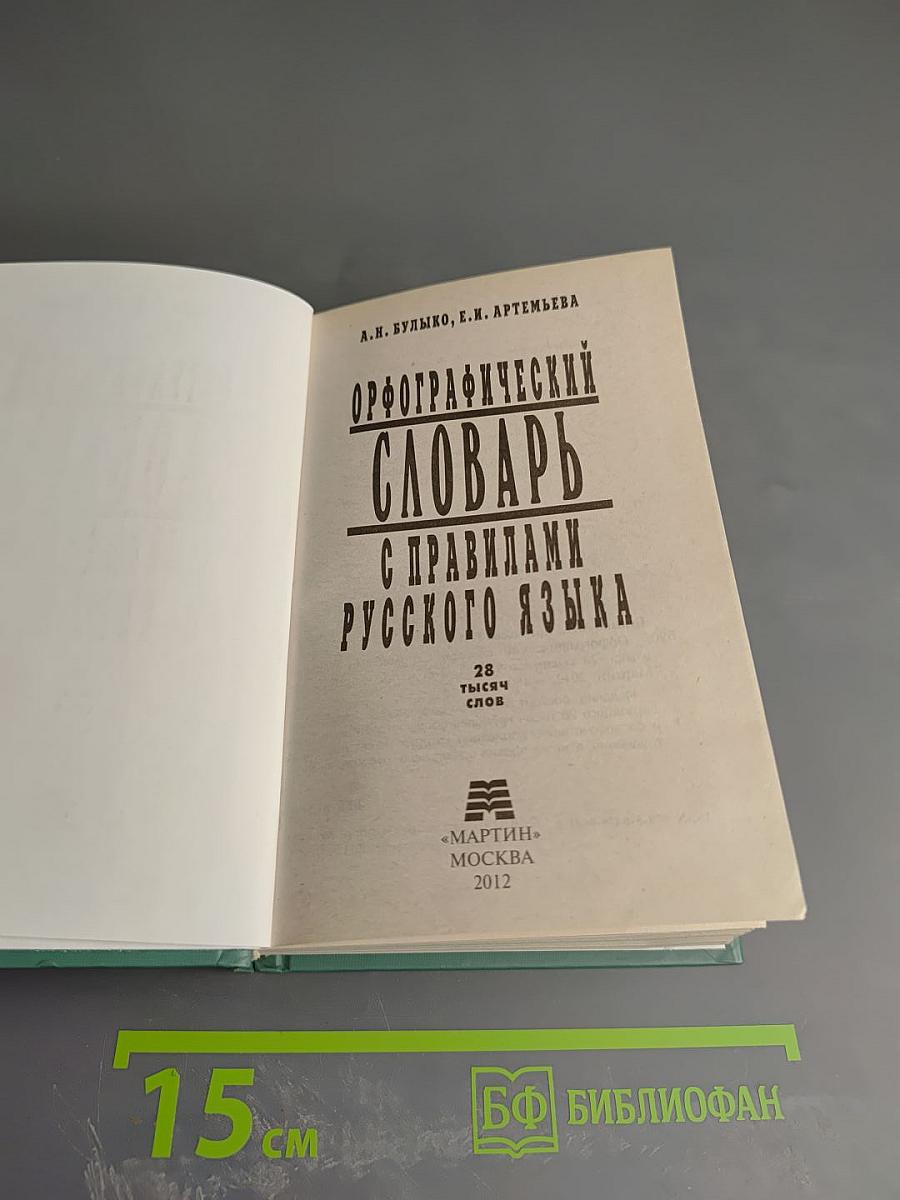 А.Н. БУЛЫКО, Е.И. АРТЕМЬЕВА
ОРФОГРАФИЧЕСКИЙ
СЛОВАРЬ
С ПРАВИЛАМИ
РУССКОГО ЯЗЫКА
28
тысяч
слов
«МАРТИН»
МОСКВА
2012
15 см
БФ БИБЛИОФАН